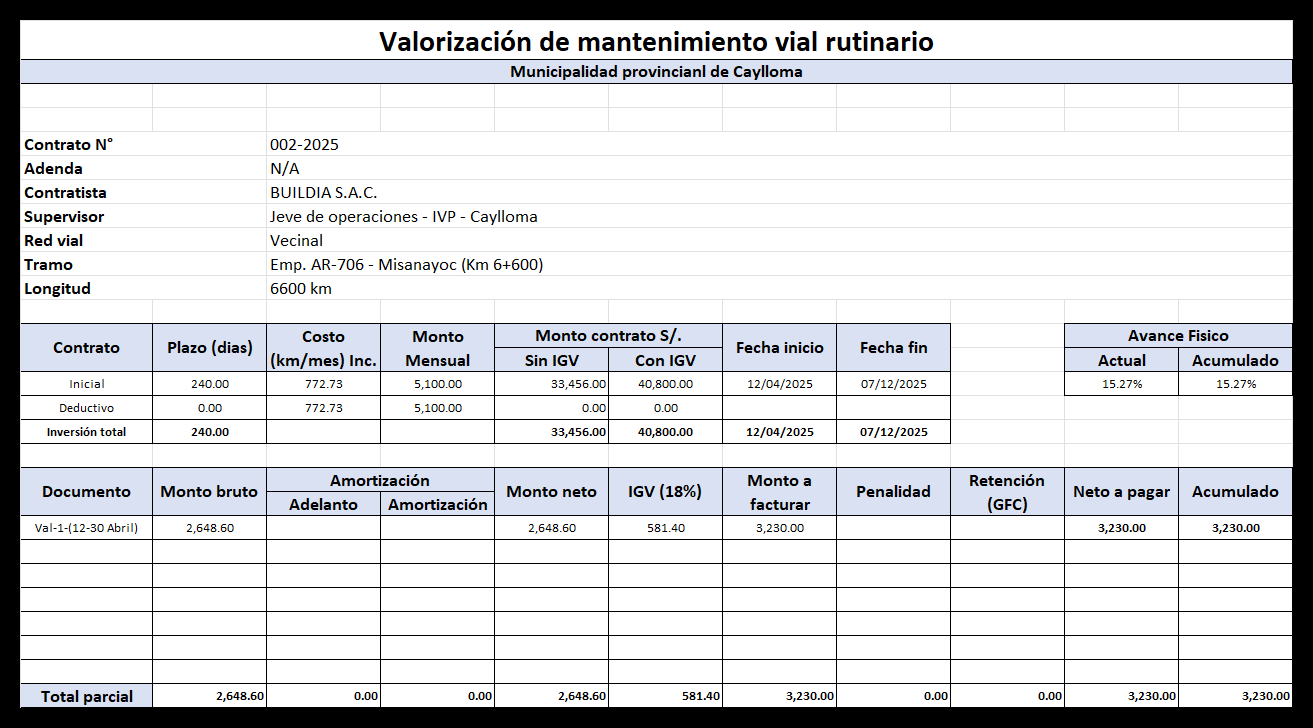 Valorización de mantenimiento vial rutinario
Municipalidad provincianl de Caylloma
Contrato N° 002-2025
Adenda N/A
Contratista BUILDIA S.A.C.
Supervisor Jeve de operaciones - IVP - Caylloma
Red vial Vecinal
Tramo Emp. AR-706 - Misanayoc (Km 6+600)
Longitud 6600 km
Contrato Plazo (dias) Costo (km/mes) Inc. Monto Mensual Monto contrato S/. Fecha inicio Fecha fin Avance Fisico
Sin IGV Con IGV Actual Acumulado
Inicial 240.00 772.73 5,100.00 33,456.00 40,800.00 12/04/2025 07/12/2025 15.27% 15.27%
Deductivo 0.00 772.73 5,100.00 0.00 0.00
Inversión total 240.00 33,456.00 40,800.00 12/04/2025 07/12/2025
Documento Monto bruto Amortización Monto neto IGV (18%) Monto a facturar Penalidad Retención (GFC) Neto a pagar Acumulado
Adelanto Amortización
Val-1-(12-30 Abril) 2,648.60 2,648.60 581.40 3,230.00 3,230.00 3,230.00
Total parcial 2,648.60 0.00 0.00 2,648.60 581.40 3,230.00 0.00 0.00 3,230.00 3,230.00